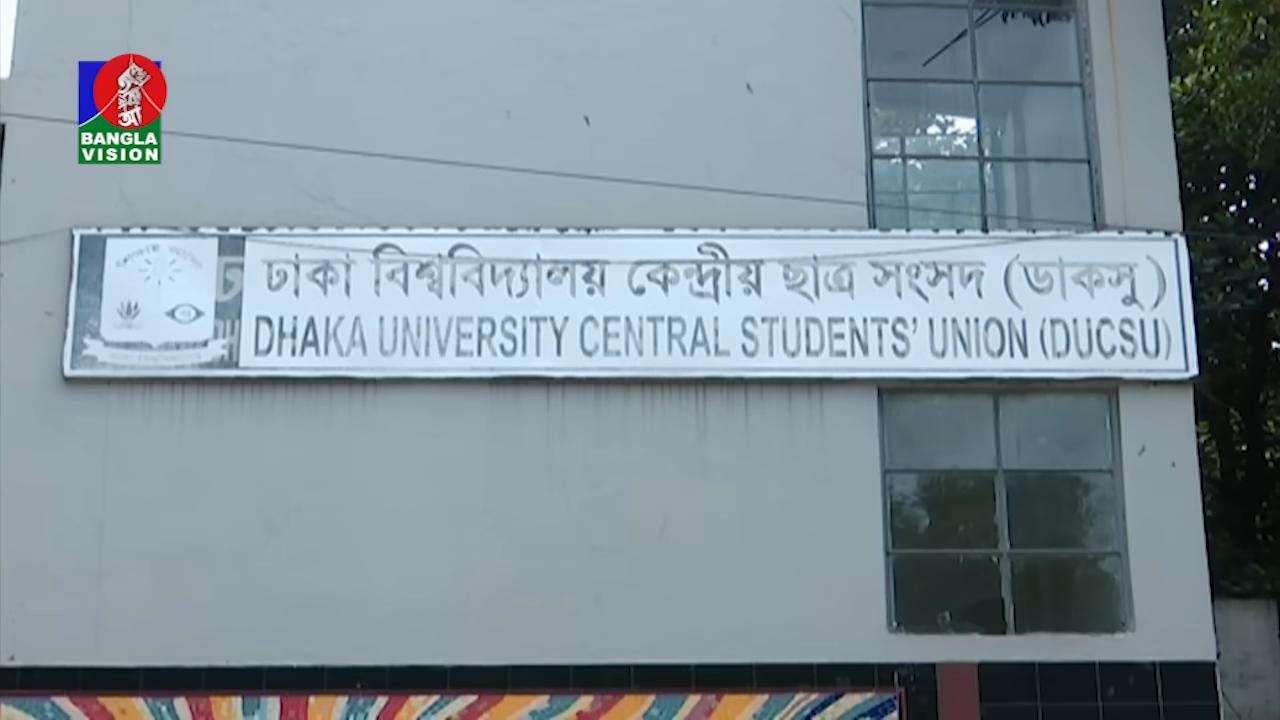 BANGLA
VISION
ঢাকা বিশ্ববিদ্যালয় কেন্দ্রীয় ছাত্র সংসদ (ডাকসু)
DHAKA UNIVERSITY CENTRAL STUDENTS' UNION (DUCSU)